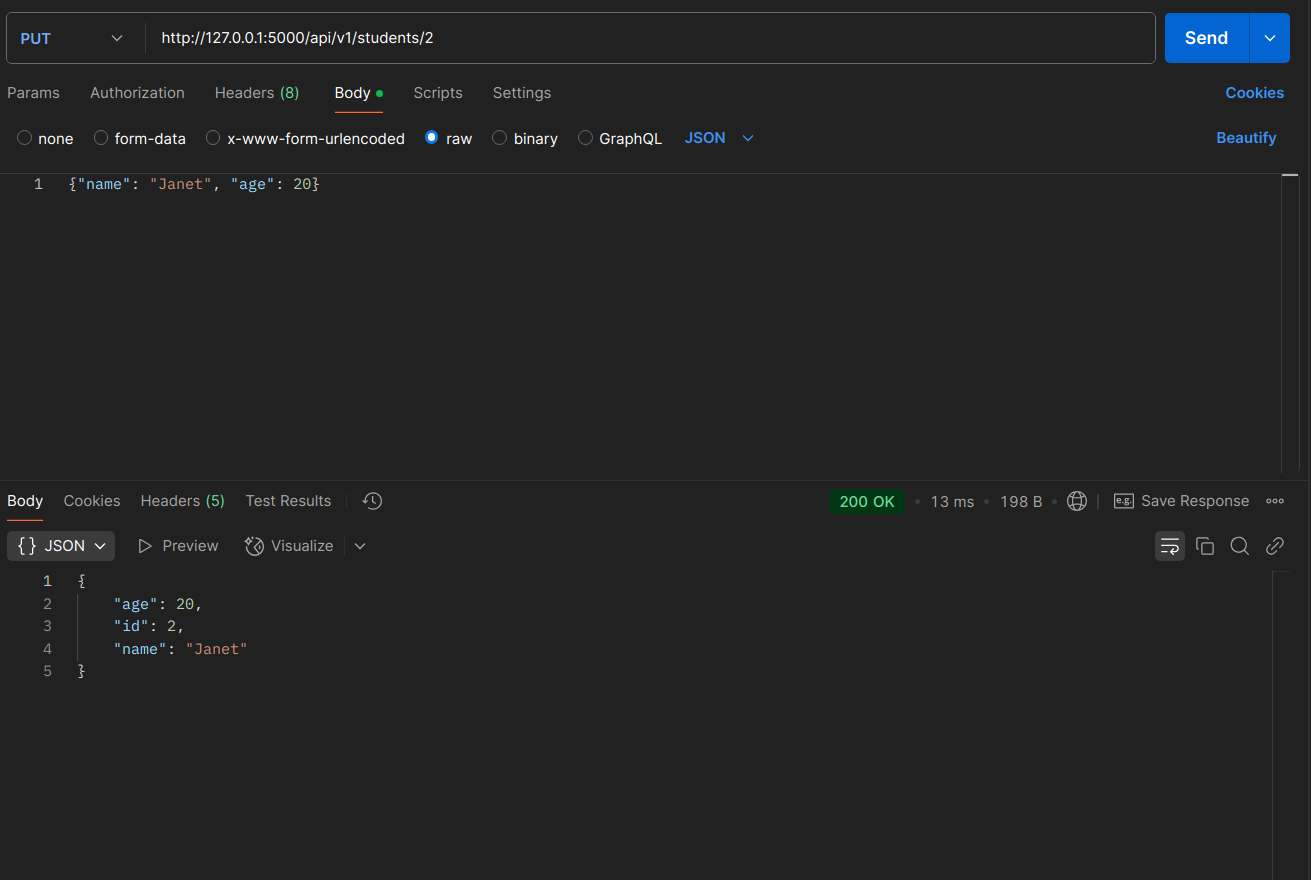 PUT http://127.0.0.1:5000/api/v1/students/2 Send
Params Authorization Headers (8) Body Scripts Settings Cookies
none form-data x-www-form-urlencoded raw binary GraphQL JSON Beautify
1 {"name": "Janet", "age": 20}
Body Cookies Headers (5) Test Results 200 OK • 13 ms • 198 B • e.g. Save Response
{ } JSON Preview Visualize
1 {
2 "age": 20,
3 "id": 2,
4 "name": "Janet"
5 }